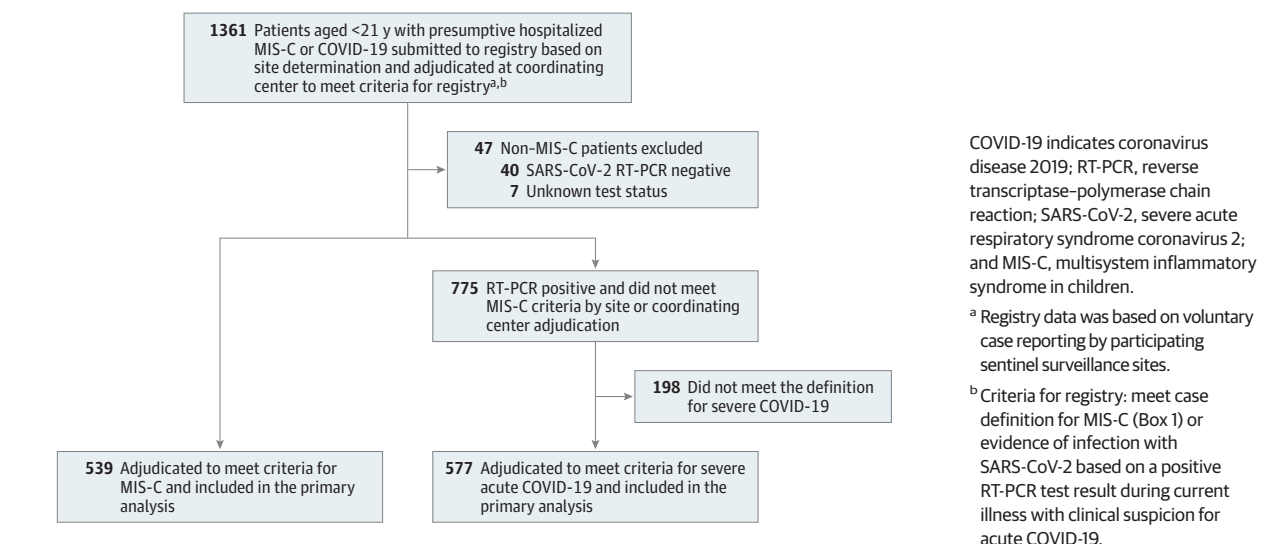 1361 Patients aged <21 y with presumptive hospitalized
MIS-C or COVID-19 submitted to registry based on
site determination and adjudicated at coordinating
center to meet criteria for registrya,b
47 Non-MIS-C patients excluded
40 SARS-CoV-2 RT-PCR negative
7 Unknown test status
775 RT-PCR positive and did not meet
MIS-C criteria by site or coordinating
center adjudication
198 Did not meet the definition
for severe COVID-19
539 Adjudicated to meet criteria for
MIS-C and included in the primary
analysis
577 Adjudicated to meet criteria for severe
acute COVID-19 and included in the
primary analysis
COVID-19 indicates coronavirus
disease 2019; RT-PCR, reverse
transcriptase–polymerase chain
reaction; SARS-CoV-2, severe acute
respiratory syndrome coronavirus 2;
and MIS-C, multisystem inflammatory
syndrome in children.
a Registry data was based on voluntary
case reporting by participating
sentinel surveillance sites.
b Criteria for registry: meet case
definition for MIS-C (Box 1) or
evidence of infection with
SARS-CoV-2 based on a positive
RT-PCR test result during current
illness with clinical suspicion for
acute COVID-19.